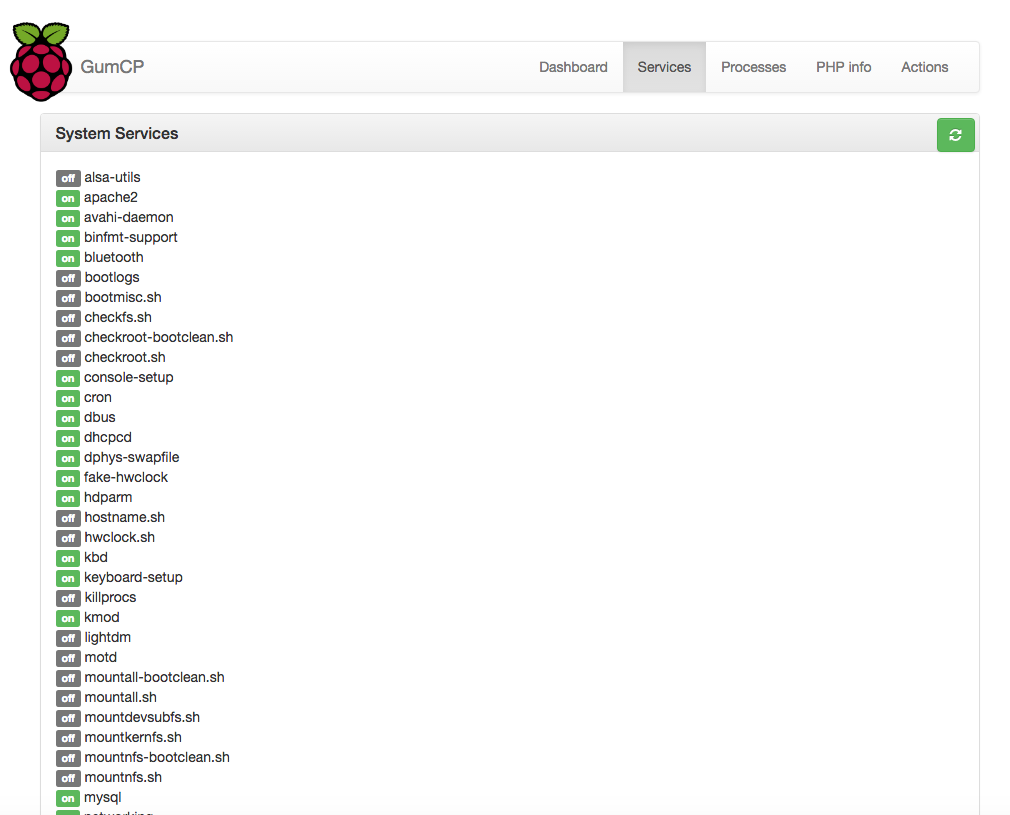 GumCP Dashboard Services Processes PHP info Actions
System Services
off alsa-utils
on apache2
on avahi-daemon
on binfmt-support
on bluetooth
off bootlogs
off bootmisc.sh
off checkfs.sh
off checkroot-bootclean.sh
off checkroot.sh
on console-setup
on cron
on dbus
on dhcpcd
on dphys-swapfile
on fake-hwclock
on hdparm
off hostname.sh
off hwclock.sh
on kbd
on keyboard-setup
off killprocs
on kmod
off lightdm
off motd
off mountall-bootclean.sh
off mountall.sh
off mountdevsubfs.sh
off mountkernfs.sh
off mountnfs-bootclean.sh
off mountnfs.sh
on mysql